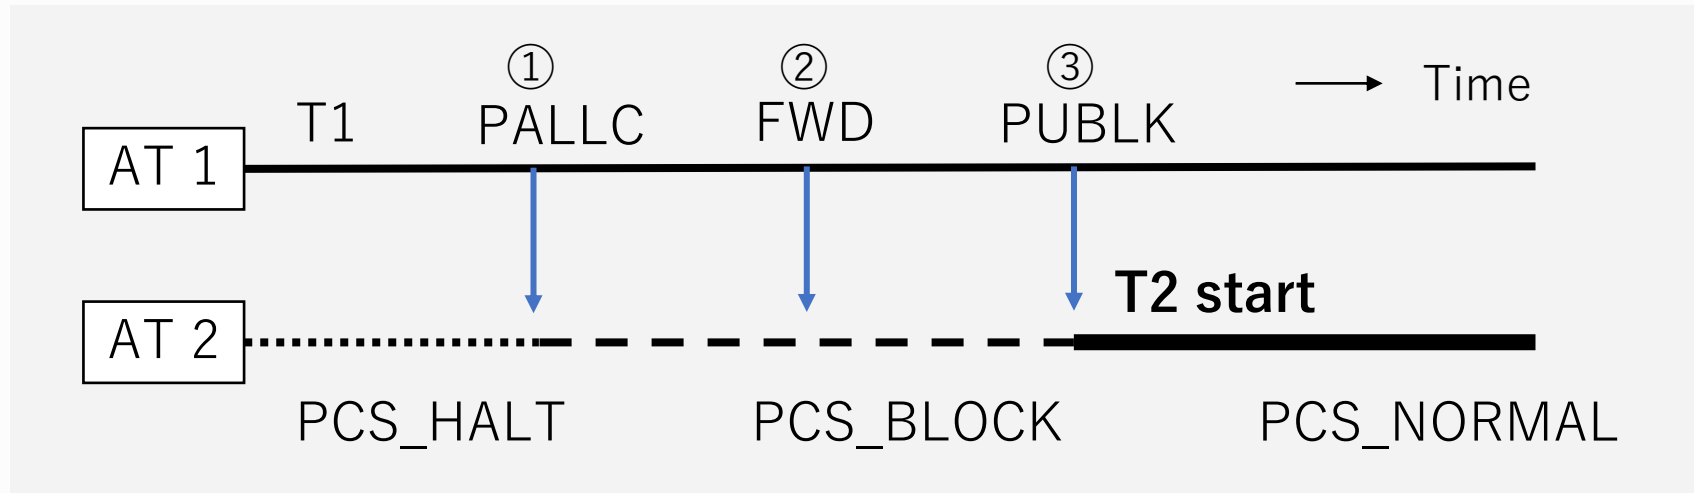 ① ② ③
→ Time
T1 PALLC FWD PUBLK
AT 1
T2 start
AT 2
PCS_HALT PCS_BLOCK PCS_NORMAL